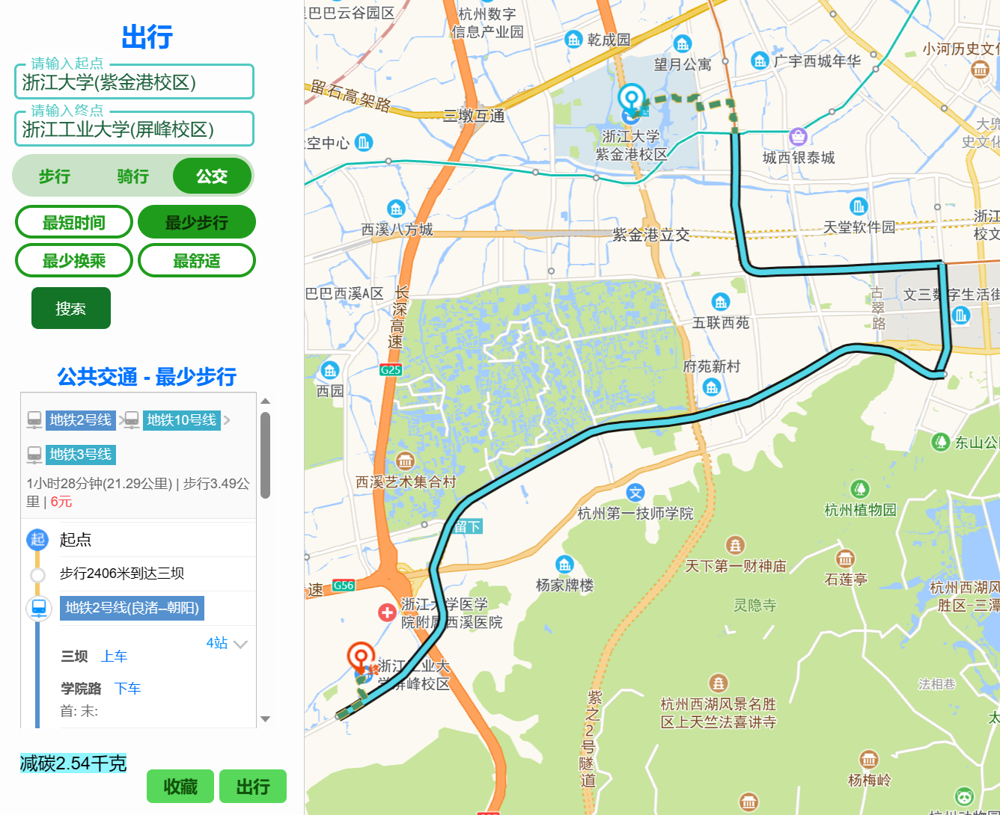 出行
请输入起点
浙江大学(紫金港校区)
请输入终点
浙江工业大学(屏峰校区)
步行
骑行
公交
最短时间
最少步行
最少换乘
最舒适
搜索
公共交通 - 最少步行
地铁2号线
地铁10号线
地铁3号线
1小时28分钟(21.29公里) | 步行3.49公
里 | 6元
起
起点
步行2406米到达三坝
地铁2号线(良渚--朝阳)
4站
三坝 上车
学院路 下车
首: 末:
减碳2.54千克
收藏
出行
里巴巴云谷园区
杭州数字
信息产业园
乾成园
望月公寓
广宇西城年华
小河历史文化
留石高架路
三墩互通
大兜
史文化
空中心
浙江大学
紫金港校区
城西银泰城
西溪八方城
紫金港立交
天堂软件园
浙江
校文
巴巴西溪A区
长深高速
古翠路
文三数字生活街
五联西苑
G25
西园
府苑新村
东山公
西溪艺术集合村
文
杭州第一技师学院
杭州植物园
留下
天下第一财神庙
石莲亭
速
G56
杨家牌楼
杭州西湖风
胜区-三潭
浙江大学医学
院附属西溪医院
灵隐寺
浙江工业大
学屏峰校区
终
法相巷
紫之2号隧道
杭州西湖风景名胜
区上天竺法喜讲寺
太
杨梅岭
杭州动物园